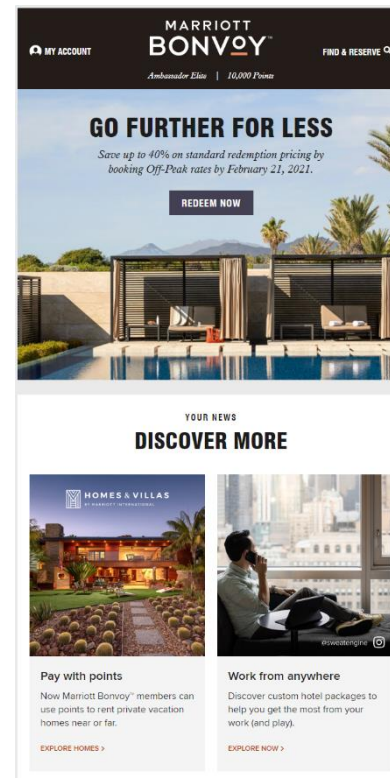 MARRIOTT
BONVOY™
MY ACCOUNT
FIND & RESERVE
Ambassador Elite | 10,000 Points
GO FURTHER FOR LESS
Save up to 40% on standard redemption pricing by
booking Off-Peak rates by February 21, 2021.
REDEEM NOW
YOUR NEWS
DISCOVER MORE
HOMES & VILLAS
BY MARRIOTT INTERNATIONAL
@sweatengine
Pay with points
Now Marriott Bonvoy™ members can
use points to rent private vacation
homes near or far.
EXPLORE HOMES >
Work from anywhere
Discover custom hotel packages to
help you get the most from your
work (and play).
EXPLORE NOW >